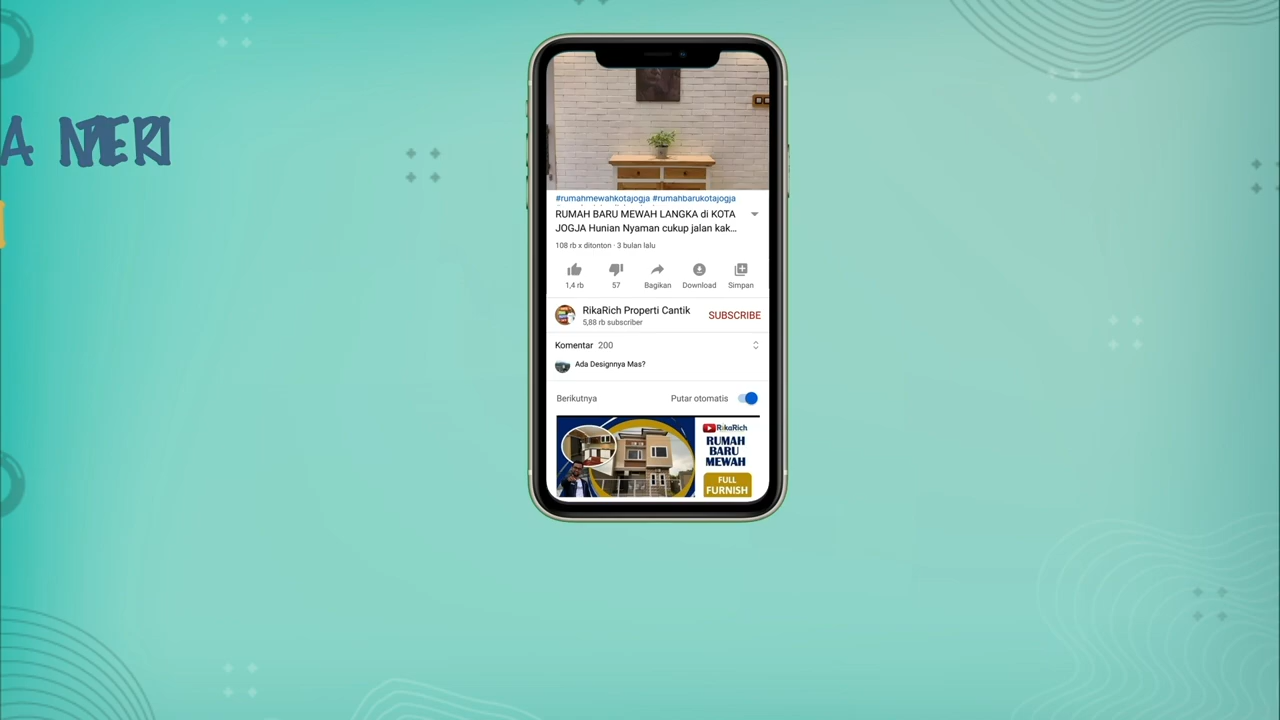 #rumahmewahkotajogja #rumahbarukotajogja
RUMAH BARU MEWAH LANGKA di KOTA
JOGJA Hunian Nyaman cukup jalan kak...
108 rb x ditonton · 3 bulan lalu
1,4 rb
57
Bagikan
Download
Simpan
RikaRich Properti Cantik
SUBSCRIBE
5,88 rb subscriber
Komentar 200
Ada Designnya Mas?
Berikutnya
Putar otomatis
RikaRich
RUMAH
BARU
MEWAH
FULL
FURNISH